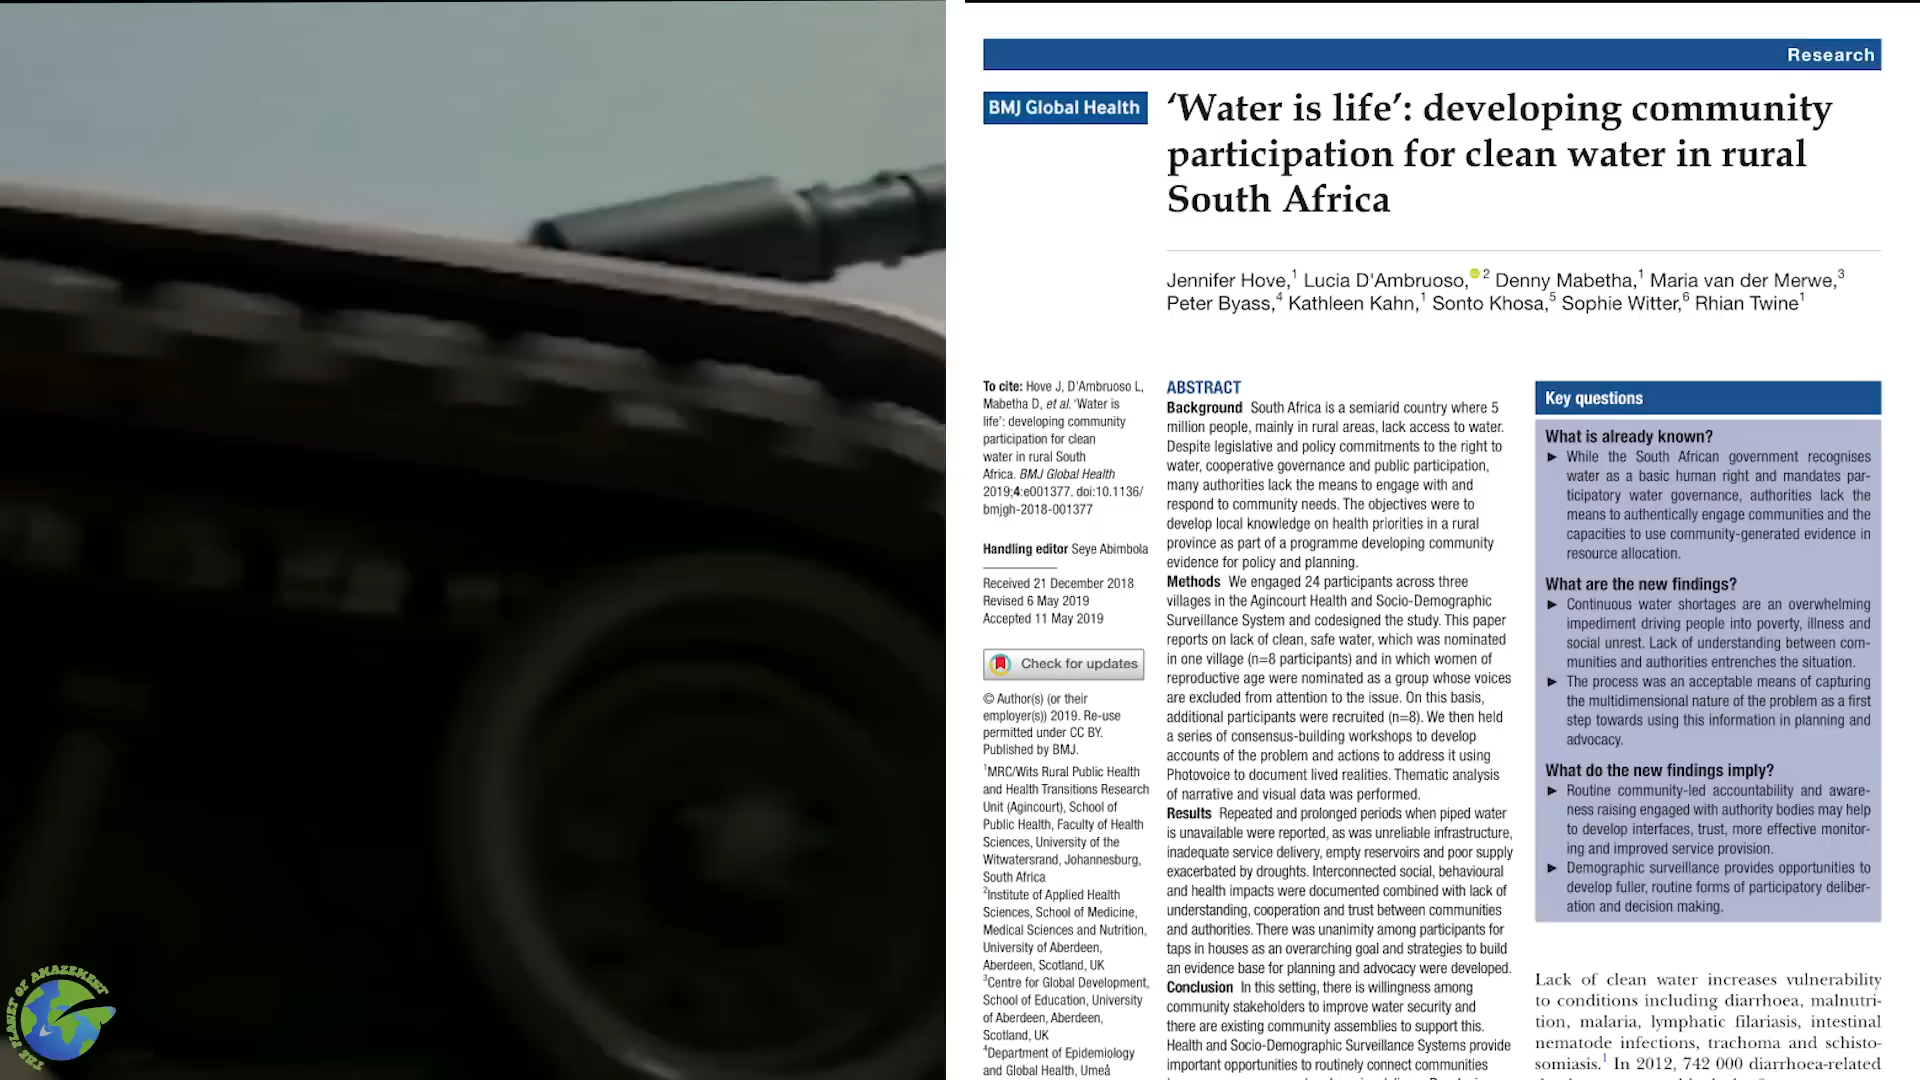 Research
BMJ Global Health
‘Water is life’: developing community
participation for clean water in rural
South Africa
Jennifer Hove,1 Lucia D'Ambruoso, 2 Denny Mabetha,1 Maria van der Merwe,3
Peter Byass,4 Kathleen Kahn,1 Sonto Khosa,5 Sophie Witter,6 Rhian Twine1
To cite: Hove J, D'Ambruoso L,
Mabetha D, et al. ‘Water is
life’: developing community
participation for clean
water in rural South
Africa. BMJ Global Health
2019;4:e001377. doi:10.1136/
bmjgh-2018-001377
Handling editor Seye Abimbola
Received 21 December 2018
Revised 6 May 2019
Accepted 11 May 2019
Check for updates
© Author(s) (or their
employer(s)) 2019. Re-use
permitted under CC BY.
Published by BMJ.
1MRC/Wits Rural Public Health
and Health Transitions Research
Unit (Agincourt), School of
Public Health, Faculty of Health
Sciences, University of the
Witwatersrand, Johannesburg,
South Africa
2Institute of Applied Health
Sciences, School of Medicine,
Medical Sciences and Nutrition,
University of Aberdeen,
Aberdeen, Scotland, UK
3Centre for Global Development,
School of Education, University
of Aberdeen, Aberdeen,
Scotland, UK
4Department of Epidemiology
and Global Health, Umeå
ABSTRACT
Background South Africa is a semiarid country where 5
million people, mainly in rural areas, lack access to water.
Despite legislative and policy commitments to the right to
water, cooperative governance and public participation,
many authorities lack the means to engage with and
respond to community needs. The objectives were to
develop local knowledge on health priorities in a rural
province as part of a programme developing community
evidence for policy and planning.
Methods We engaged 24 participants across three
villages in the Agincourt Health and Socio-Demographic
Surveillance System and codesigned the study. This paper
reports on lack of clean, safe water, which was nominated
in one village (n=8 participants) and in which women of
reproductive age were nominated as a group whose voices
are excluded from attention to the issue. On this basis,
additional participants were recruited (n=8). We then held
a series of consensus-building workshops to develop
accounts of the problem and actions to address it using
Photovoice to document lived realities. Thematic analysis
of narrative and visual data was performed.
Results Repeated and prolonged periods when piped water
is unavailable were reported, as was unreliable infrastructure,
inadequate service delivery, empty reservoirs and poor supply
exacerbated by droughts. Interconnected social, behavioural
and health impacts were documented combined with lack of
understanding, cooperation and trust between communities
and authorities. There was unanimity among participants for
taps in houses as an overarching goal and strategies to build
an evidence base for planning and advocacy were developed.
Conclusion In this setting, there is willingness among
community stakeholders to improve water security and
there are existing community assemblies to support this.
Health and Socio-Demographic Surveillance Systems provide
important opportunities to routinely connect communities
Key questions
What is already known?
► While the South African government recognises
water as a basic human right and mandates par-
ticipatory water governance, authorities lack the
means to authentically engage communities and the
capacities to use community-generated evidence in
resource allocation.
What are the new findings?
► Continuous water shortages are an overwhelming
impediment driving people into poverty, illness and
social unrest. Lack of understanding between com-
munities and authorities entrenches the situation.
► The process was an acceptable means of capturing
the multidimensional nature of the problem as a first
step towards using this information in planning and
advocacy.
What do the new findings imply?
► Routine community-led accountability and aware-
ness raising engaged with authority bodies may help
to develop interfaces, trust, more effective monitor-
ing and improved service provision.
► Demographic surveillance provides opportunities to
develop fuller, routine forms of participatory deliber-
ation and decision making.
Lack of clean water increases vulnerability
to conditions including diarrhoea, malnutri-
tion, malaria, lymphatic filariasis, intestinal
nematode infections, trachoma and schisto-
somiasis.1 In 2012, 742 000 diarrhoea-related
THE PLANET OF AMAZEMENT